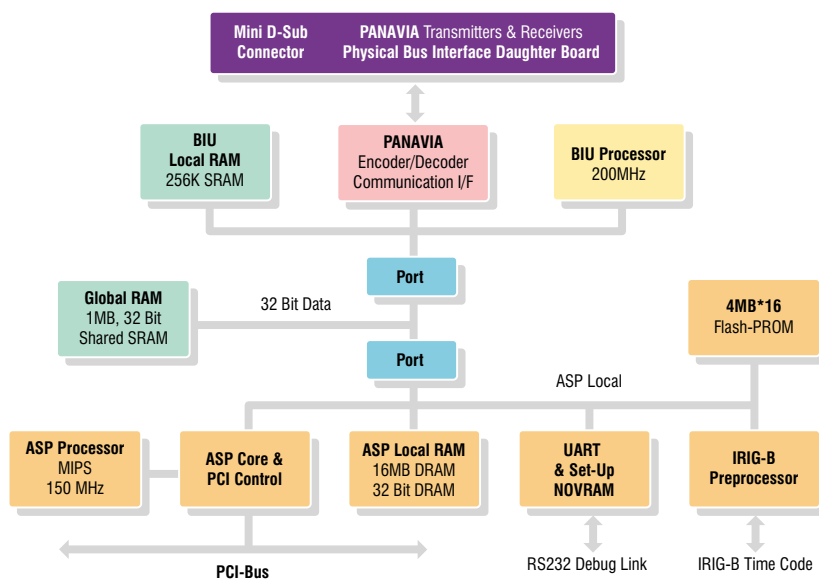 Mini D-Sub
Connector
PANAVIA Transmitters & Receivers
Physical Bus Interface Daughter Board
BIU
Local RAM
256K SRAM
PANAVIA
Encoder/Decoder
Communication I/F
BIU Processor
200MHz
Port
Global RAM
1MB, 32 Bit
Shared SRAM
32 Bit Data
4MB*16
Flash-PROM
Port
ASP Local
ASP Processor
MIPS
150 MHz
ASP Core &
PCI Control
ASP Local RAM
16MB DRAM
32 Bit DRAM
UART
& Set-Up
NOVRAM
IRIG-B
Preprocessor
PCI-Bus
RS232 Debug Link
IRIG-B Time Code